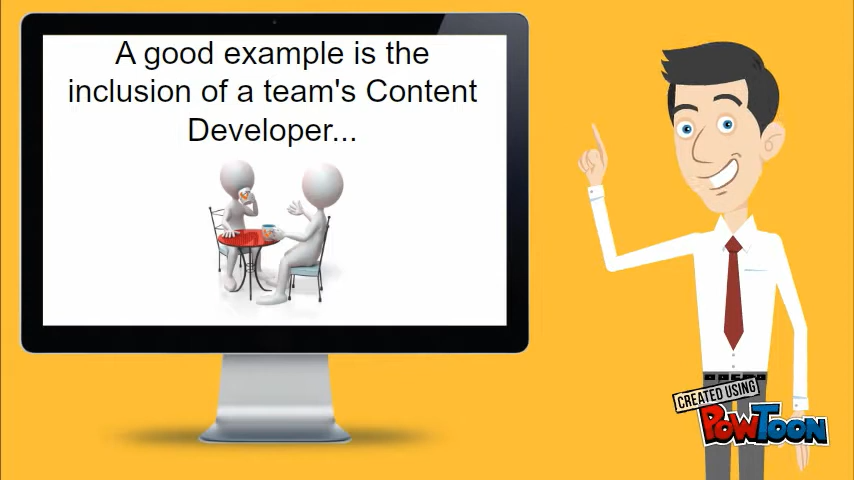 A good example is the
inclusion of a team's Content
Developer...
CREATED USING
POWTOON